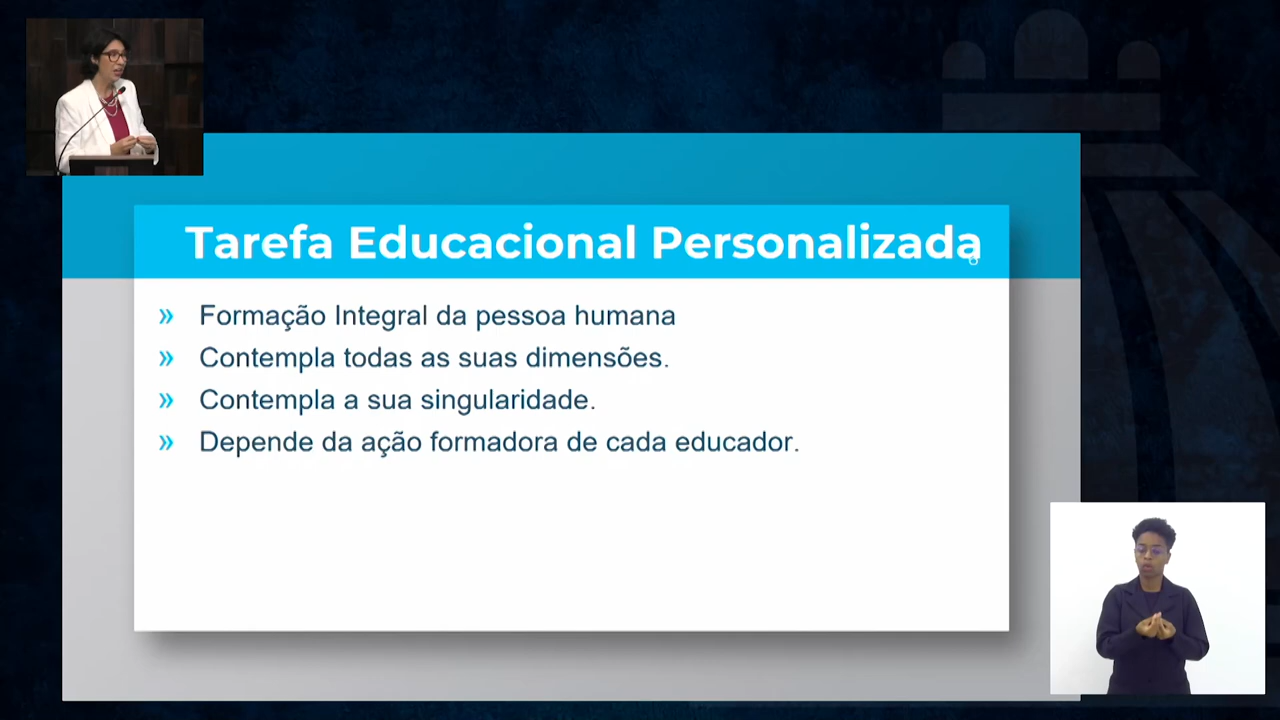 Tarefa Educacional Personalizada
8
» Formação Integral da pessoa humana
» Contempla todas as suas dimensões.
» Contempla a sua singularidade.
» Depende da ação formadora de cada educador.